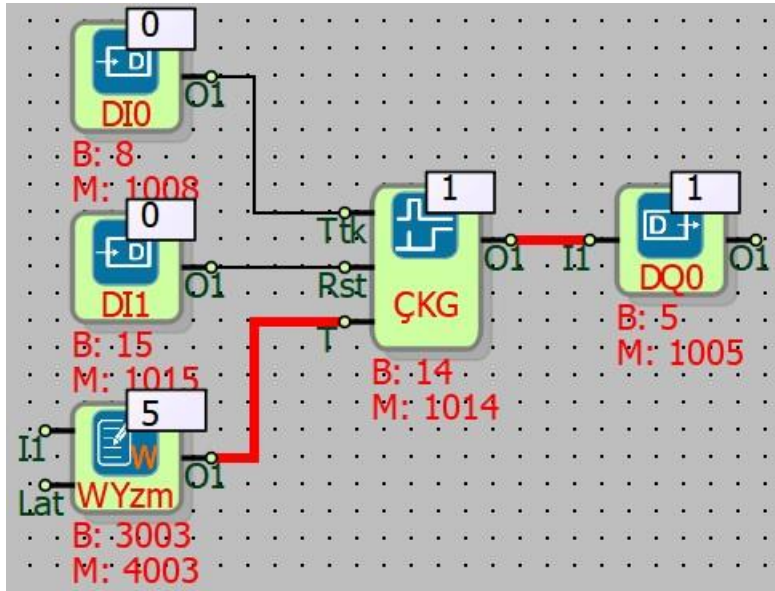 0
D
DI0
O1
B: 8
M: 1008
0
D
DI1
O1
B: 15
M: 1015
5
W
I1
Lat
WYzm
O1
B: 3003
M: 4003
1
Ttk
Rst
T
ÇKG
O1
B: 14
M: 1014
1
D
I1
DQ0
O1
B: 5
M: 1005